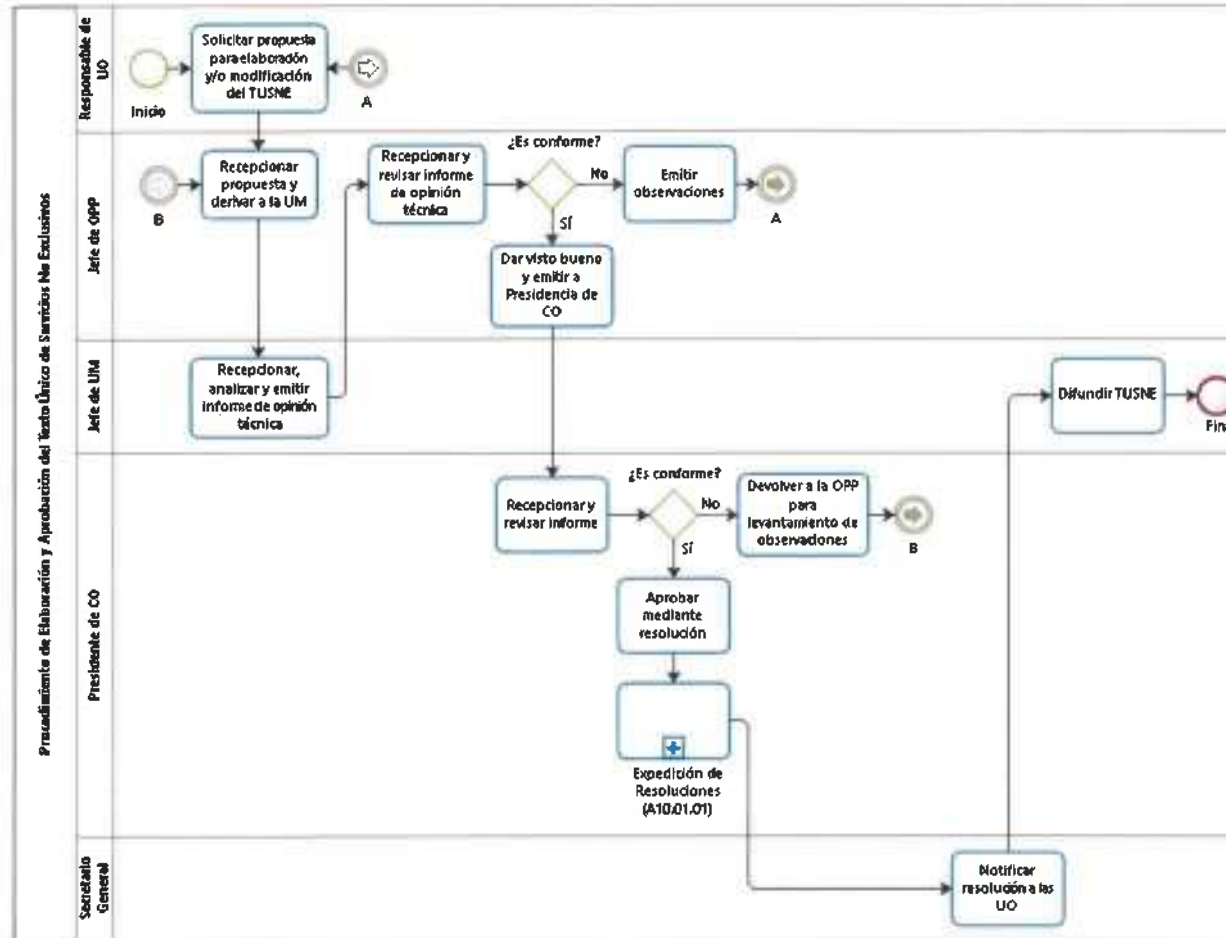 Procedimiento de Elaboración y Aprobación del Texto Único de Servicios No Exclusivos
Responsable de
UO
Inicio
Solicitar propuesta
para elaboración
y/o modificación
del TUSNE
A
Jefe de OPP
B
Recepcionar
propuesta y
derivar a la UM
Recepcionar y
revisar informe
de opinión
técnica
¿Es conforme?
No
Sí
Emitir
observaciones
A
Dar visto bueno
y emitir a
Presidencia de
CO
Jefe de UM
Recepcionar,
analizar y emitir
informe de opinión
técnica
Difundir TUSNE
Fin
Presidente de CO
Recepcionar y
revisar informe
¿Es conforme?
No
Sí
Devolver a la OPP
para
levantamiento de
observaciones
B
Aprobar
mediante
resolución
Expedición de
Resoluciones
(A10.01.01)
Secretario
General
Notificar
resolución a las
UO